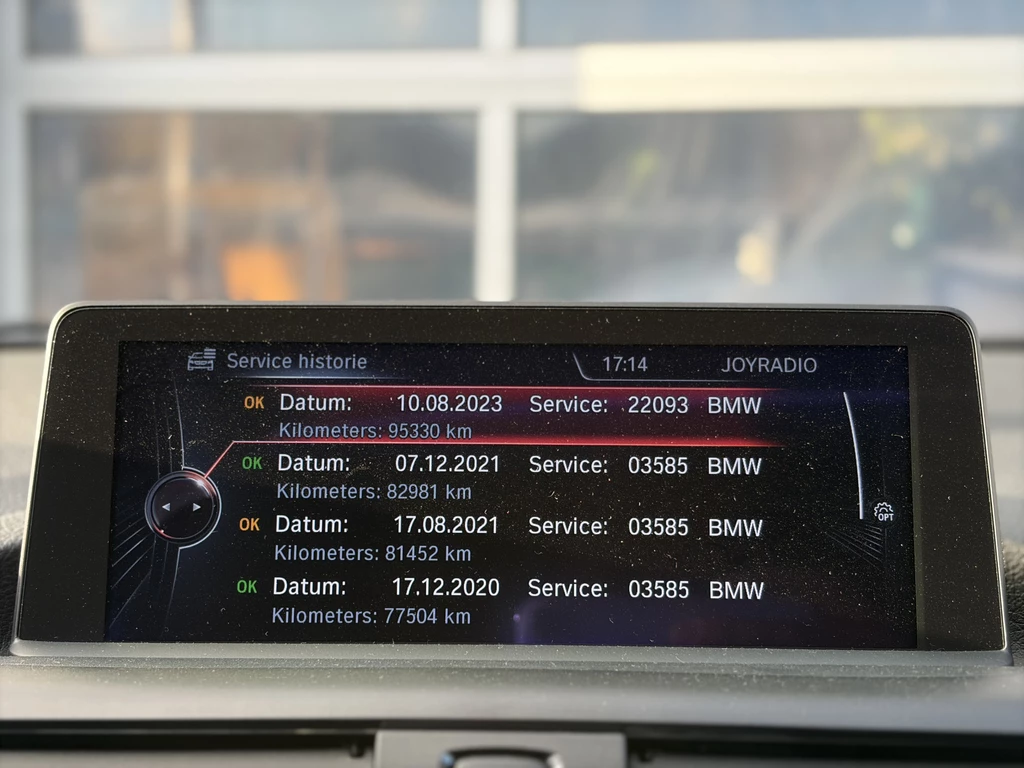 Service historie 17:14 JOYRADIO
OK Datum: 10.08.2023 Service: 22093 BMW
Kilometers: 95330 km
OK Datum: 07.12.2021 Service: 03585 BMW
Kilometers: 82981 km
OK Datum: 17.08.2021 Service: 03585 BMW
Kilometers: 81452 km
OPT
OK Datum: 17.12.2020 Service: 03585 BMW
Kilometers: 77504 km